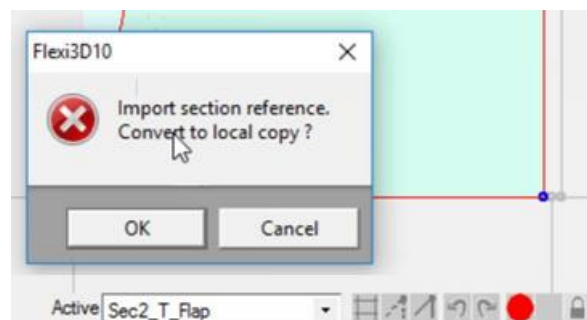 Flexi3D10
Import section reference.
Convert to local copy ?
OK
Cancel
Active Sec2_T_Flap